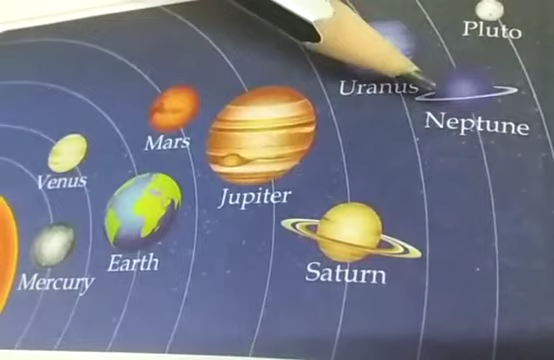 Pluto
Uranus
Neptune
Mars
Venus
Jupiter
Earth
Mercury
Saturn